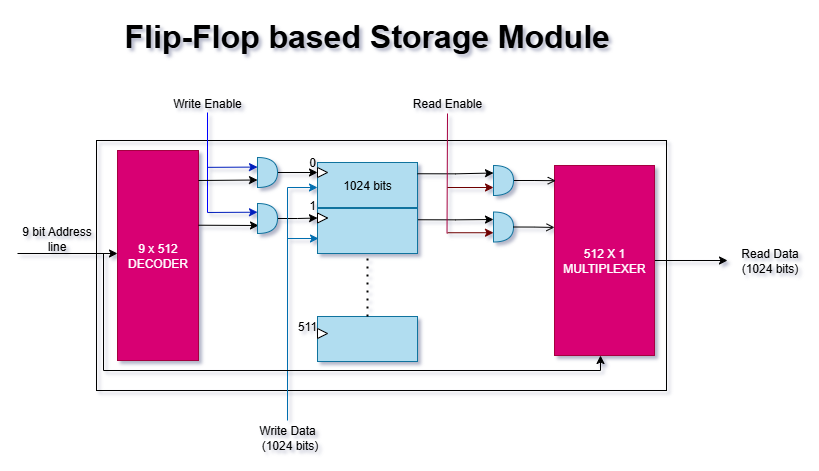 Flip-Flop based Storage Module
Write Enable
Read Enable
0
1024 bits
1
9 bit Address
line
9 x 512
DECODER
512 X 1
MULTIPLEXER
Read Data
(1024 bits)
511
Write Data
(1024 bits)